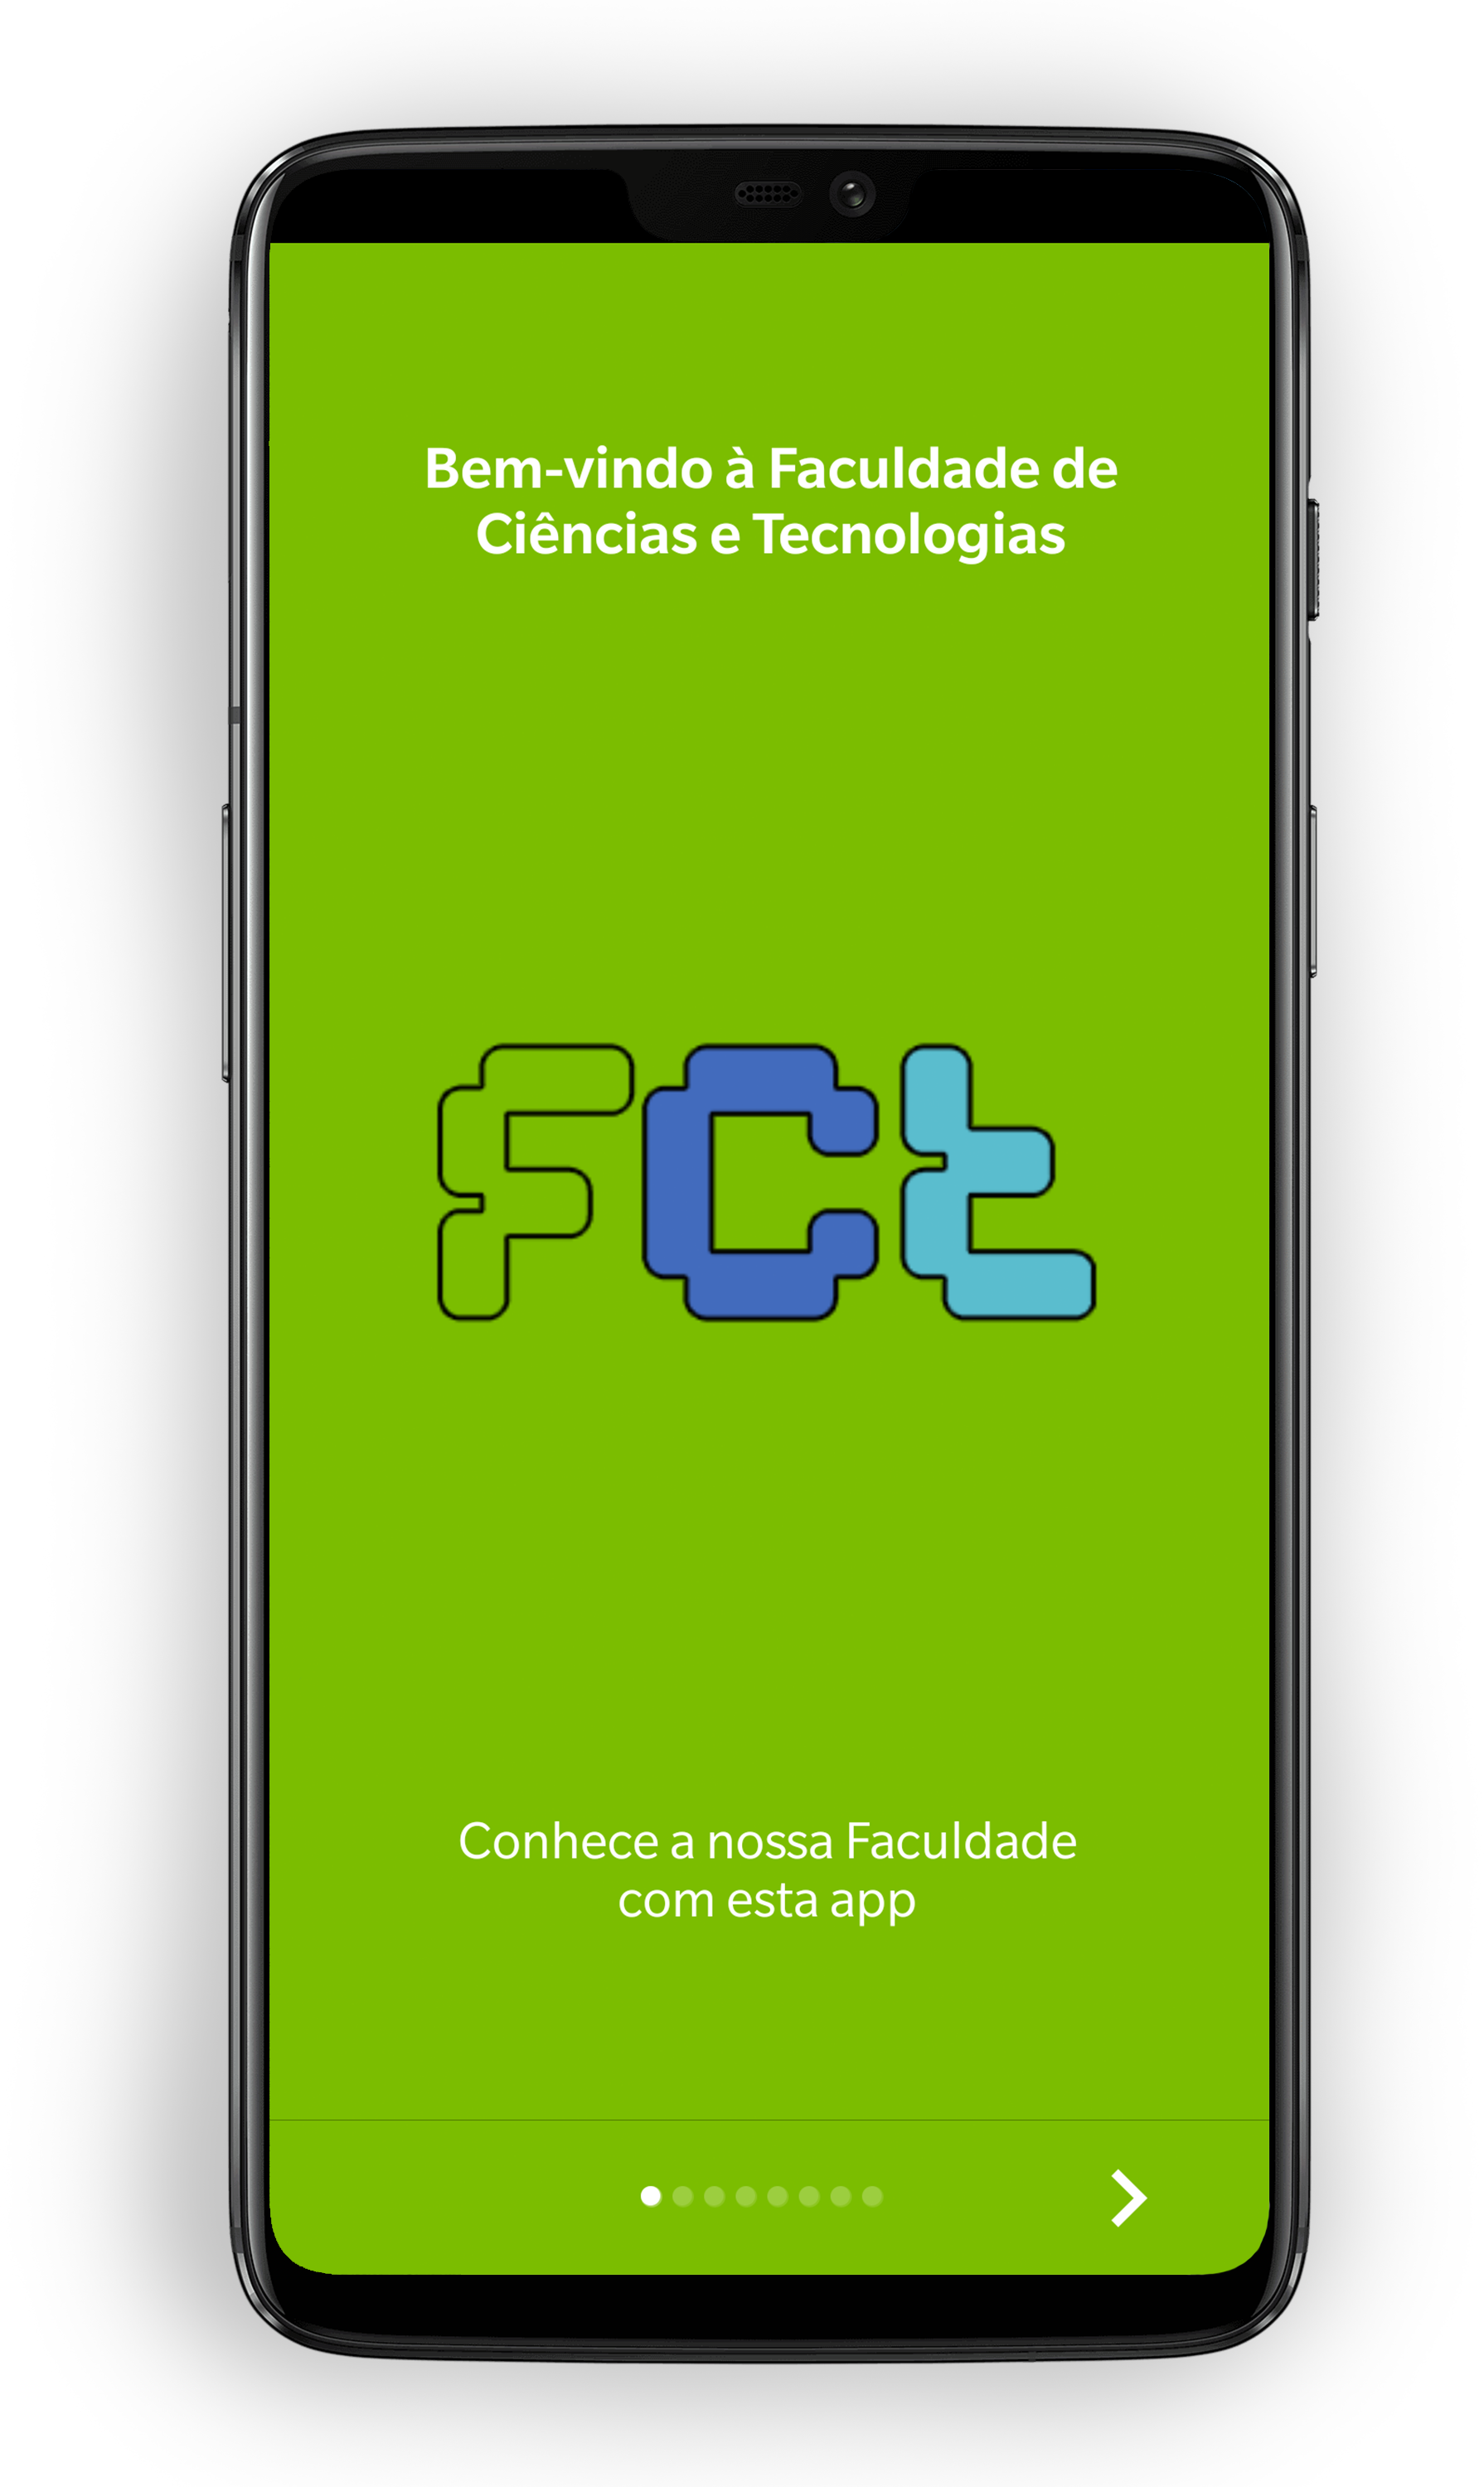 Bem-vindo à Faculdade de
Ciências e Tecnologias
FCt
Conhece a nossa Faculdade
com esta app